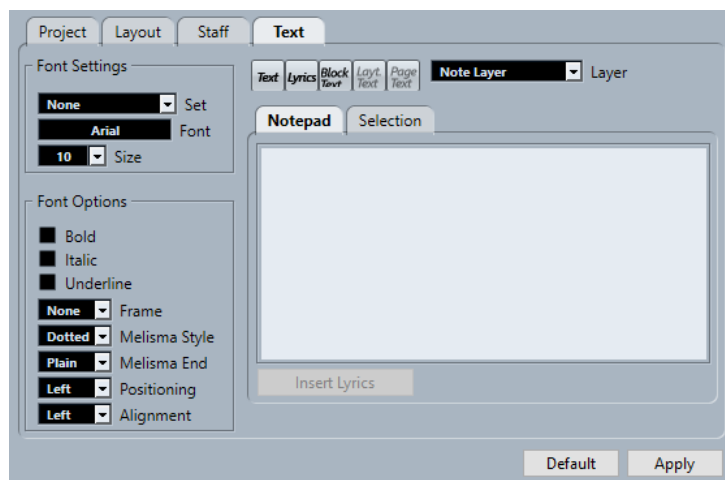 Project Layout Staff Text
Font Settings
None Set
Arial Font
10 Size
Font Options
Bold
Italic
Underline
None Frame
Dotted Melisma Style
Plain Melisma End
Left Positioning
Left Alignment
Text Lyrics Block Text Layt. Text Page Text Note Layer Layer
Notepad Selection
Insert Lyrics
Default Apply